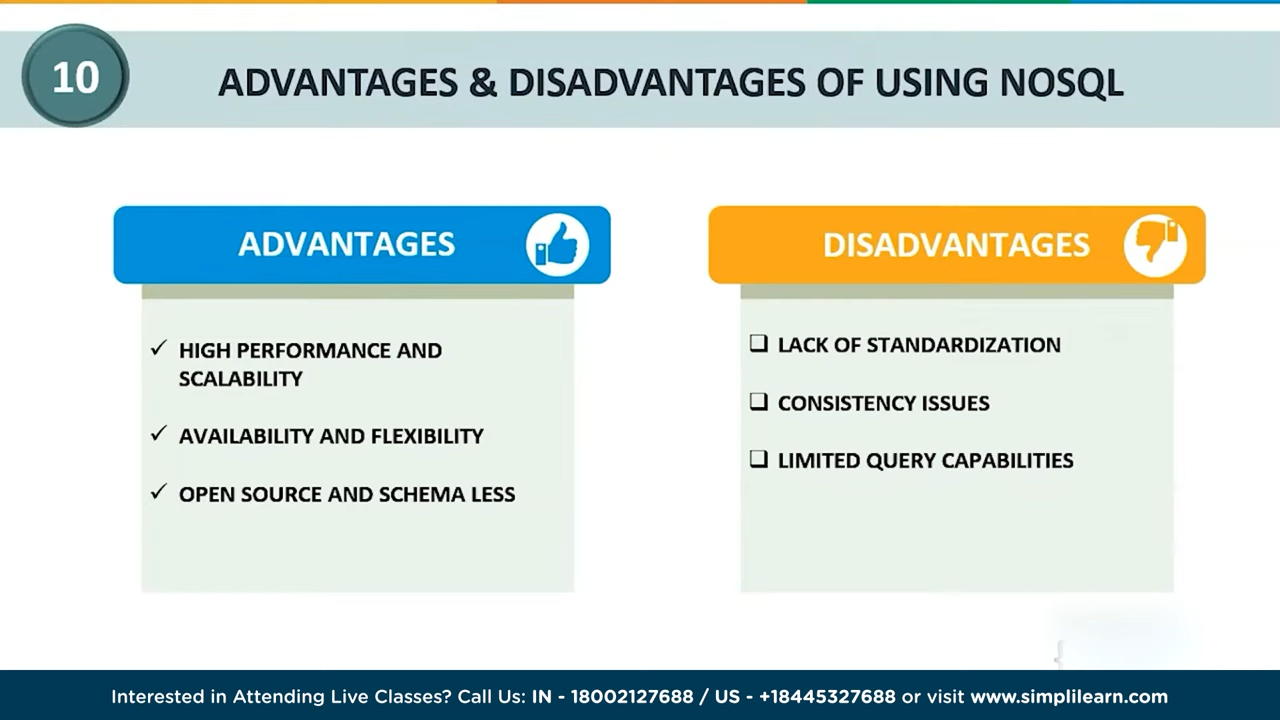 10
ADVANTAGES & DISADVANTAGES OF USING NOSQL
ADVANTAGES
HIGH PERFORMANCE AND
SCALABILITY
AVAILABILITY AND FLEXIBILITY
OPEN SOURCE AND SCHEMA LESS
DISADVANTAGES
LACK OF STANDARDIZATION
CONSISTENCY ISSUES
LIMITED QUERY CAPABILITIES
Interested in Attending Live Classes? Call Us: IN - 18002127688 / US - +18445327688 or visit www.simplilearn.com